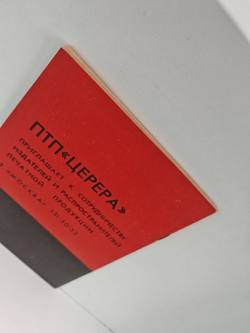 ПТП «ЦЕРЕРА»
ПРИГЛАШАЕТ К СОТРУДНИЧЕСТВУ
ИЗДАТЕЛЕЙ И РАСПРОСТРАНИТЕЛЕЙ
ПЕЧАТНОЙ ПРОДУКЦИИ
МОСКВА